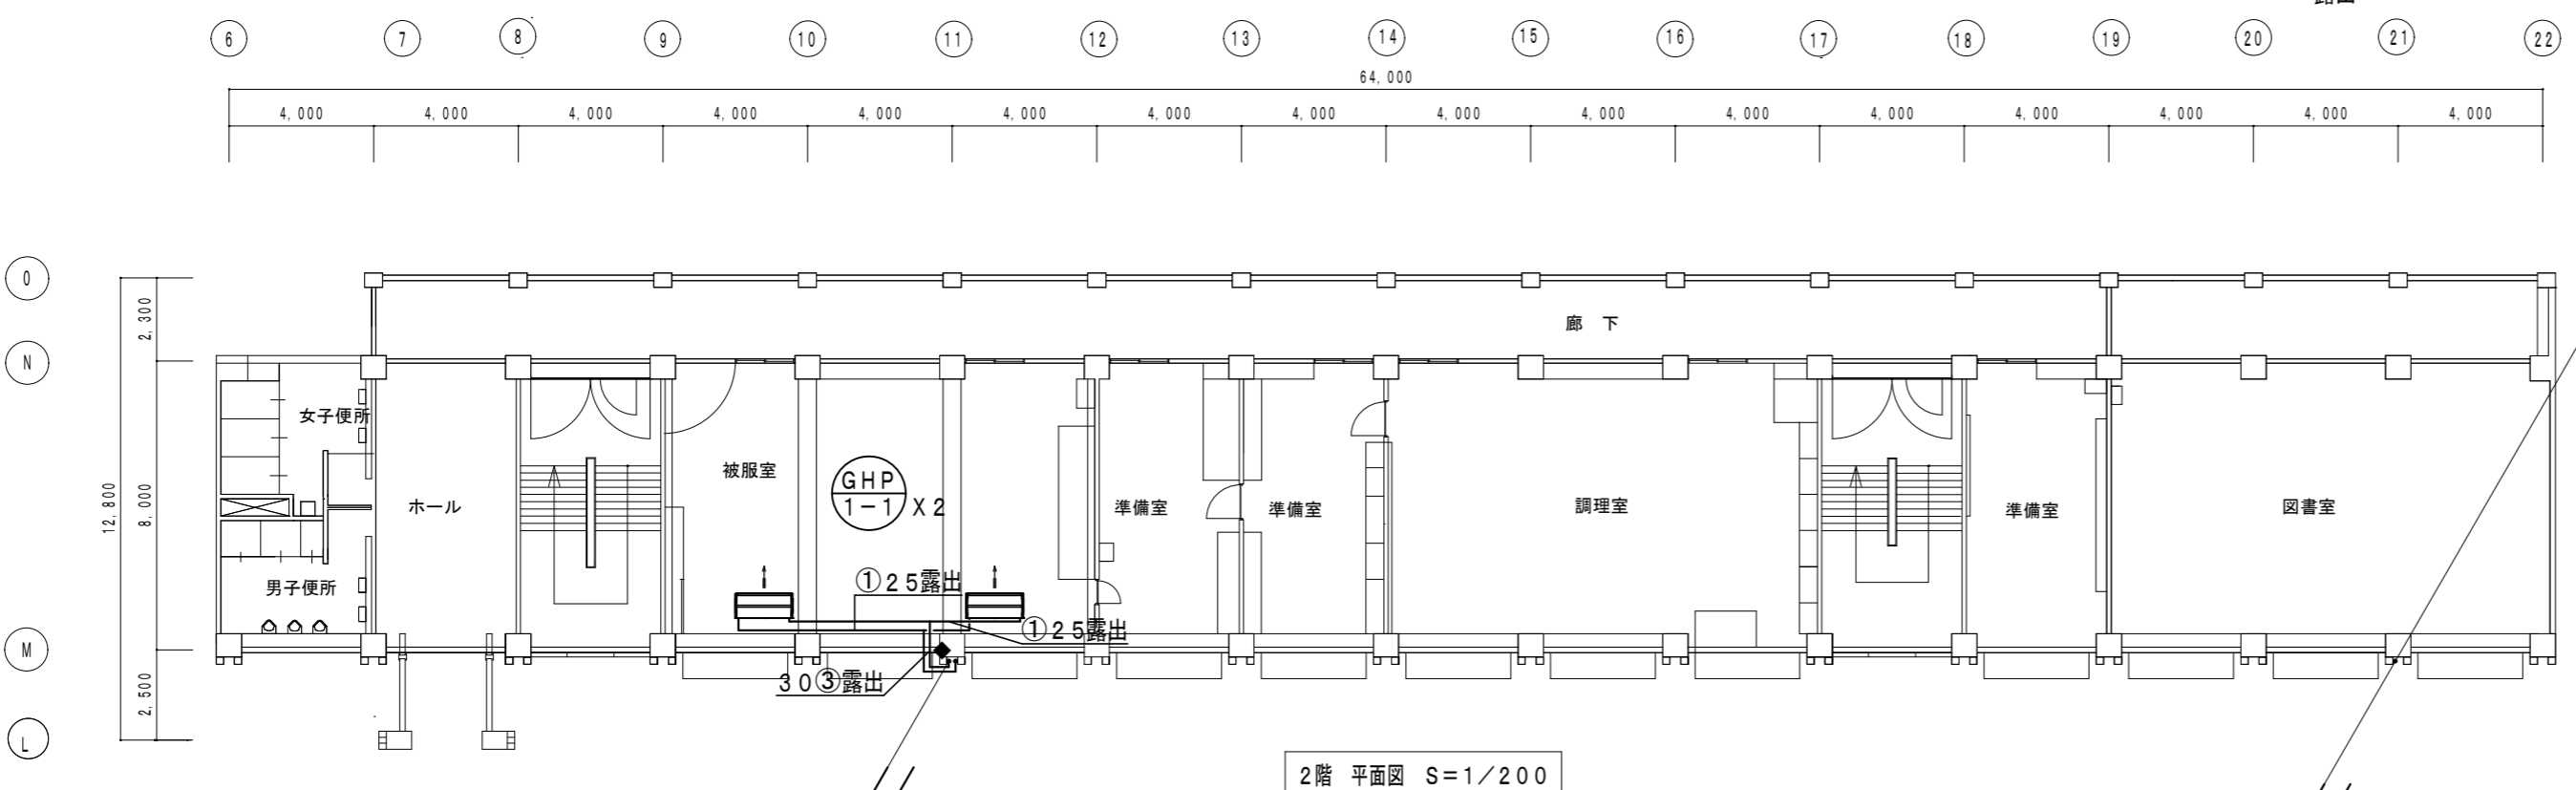 6 7 8 9 10 11 12 13 14 15 16 17 18 19 20 21 22
64,000
4,000 4,000 4,000 4,000 4,000 4,000 4,000 4,000 4,000 4,000 4,000 4,000 4,000 4,000 4,000 4,000
O
2,300
廊 下
N
女子便所
被服室
GHP
1-1 X2
12,800
8,000
ホール
準備室
準備室
調理室
準備室
図書室
男子便所
①25露出
①25露出
M
30③露出
2,500
L
2階 平面図 S=1/200